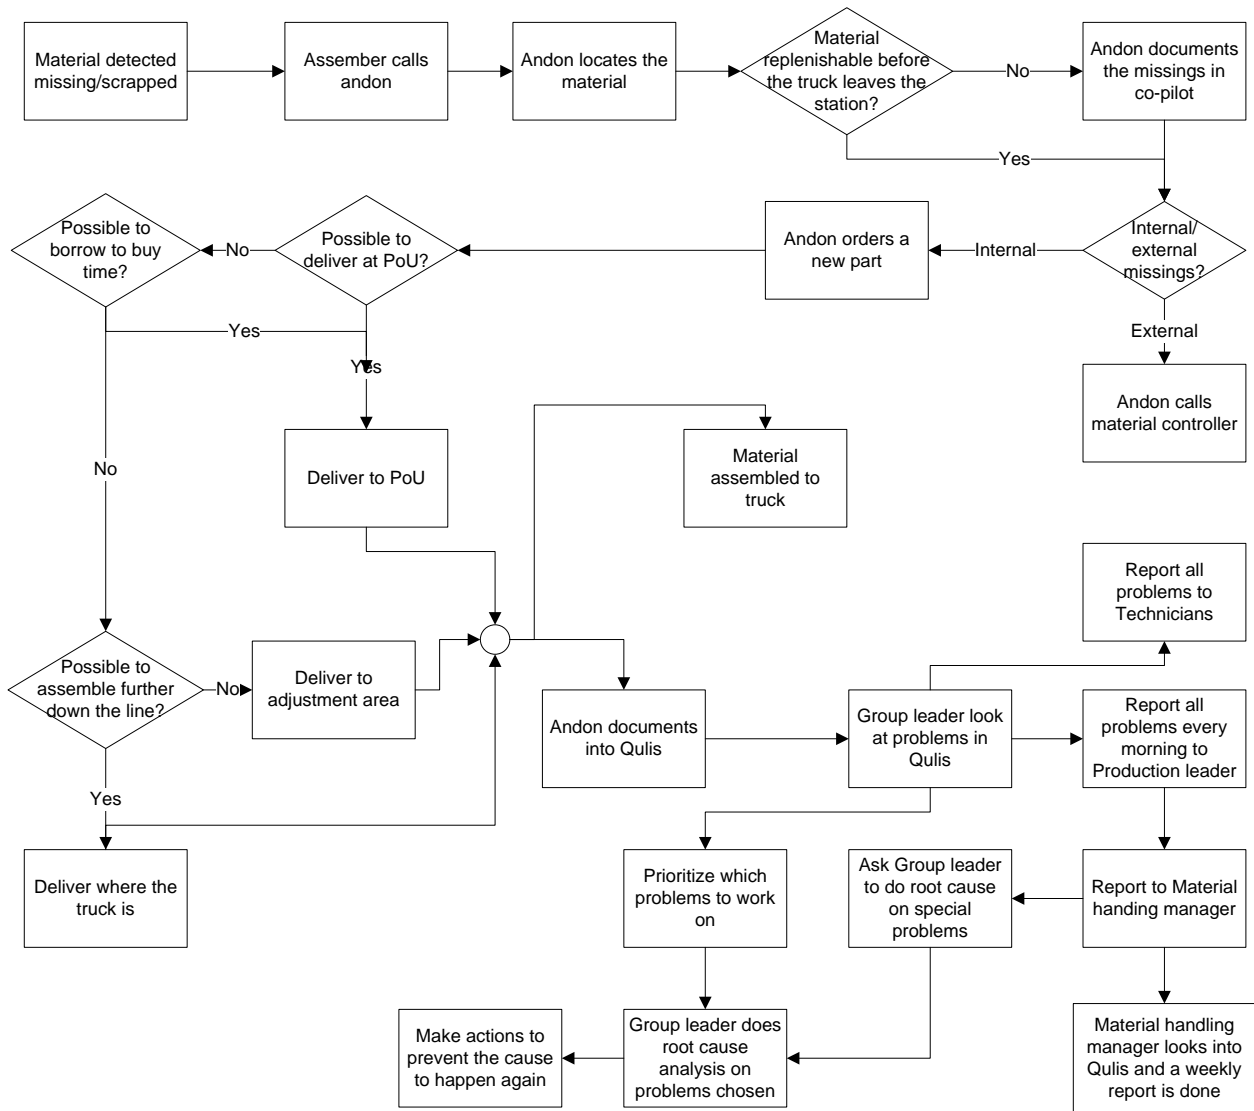 Material detected
missing/scrapped
Assember calls
andon
Andon locates the
material
Material
replenishable before
the truck leaves the
station?
No
Andon documents
the missings in
co-pilot
Yes
Possible to
borrow to buy
time?
No
Possible to
deliver at PoU?
Andon orders a
new part
Internal
Internal/
external
missings?
External
Yes
Yes
Andon calls
material controller
No
Deliver to PoU
Material
assembled to
truck
Report all
problems to
Technicians
Possible to
assemble further
down the line?
No
Deliver to
adjustment area
Andon documents
into Qulis
Group leader look
at problems in
Qulis
Report all
problems every
morning to
Production leader
Yes
Deliver where the
truck is
Prioritize which
problems to work
on
Ask Group leader
to do root cause
on special
problems
Report to Material
handing manager
Make actions to
prevent the cause
to happen again
Group leader does
root cause
analysis on
problems chosen
Material handling
manager looks into
Qulis and a weekly
report is done